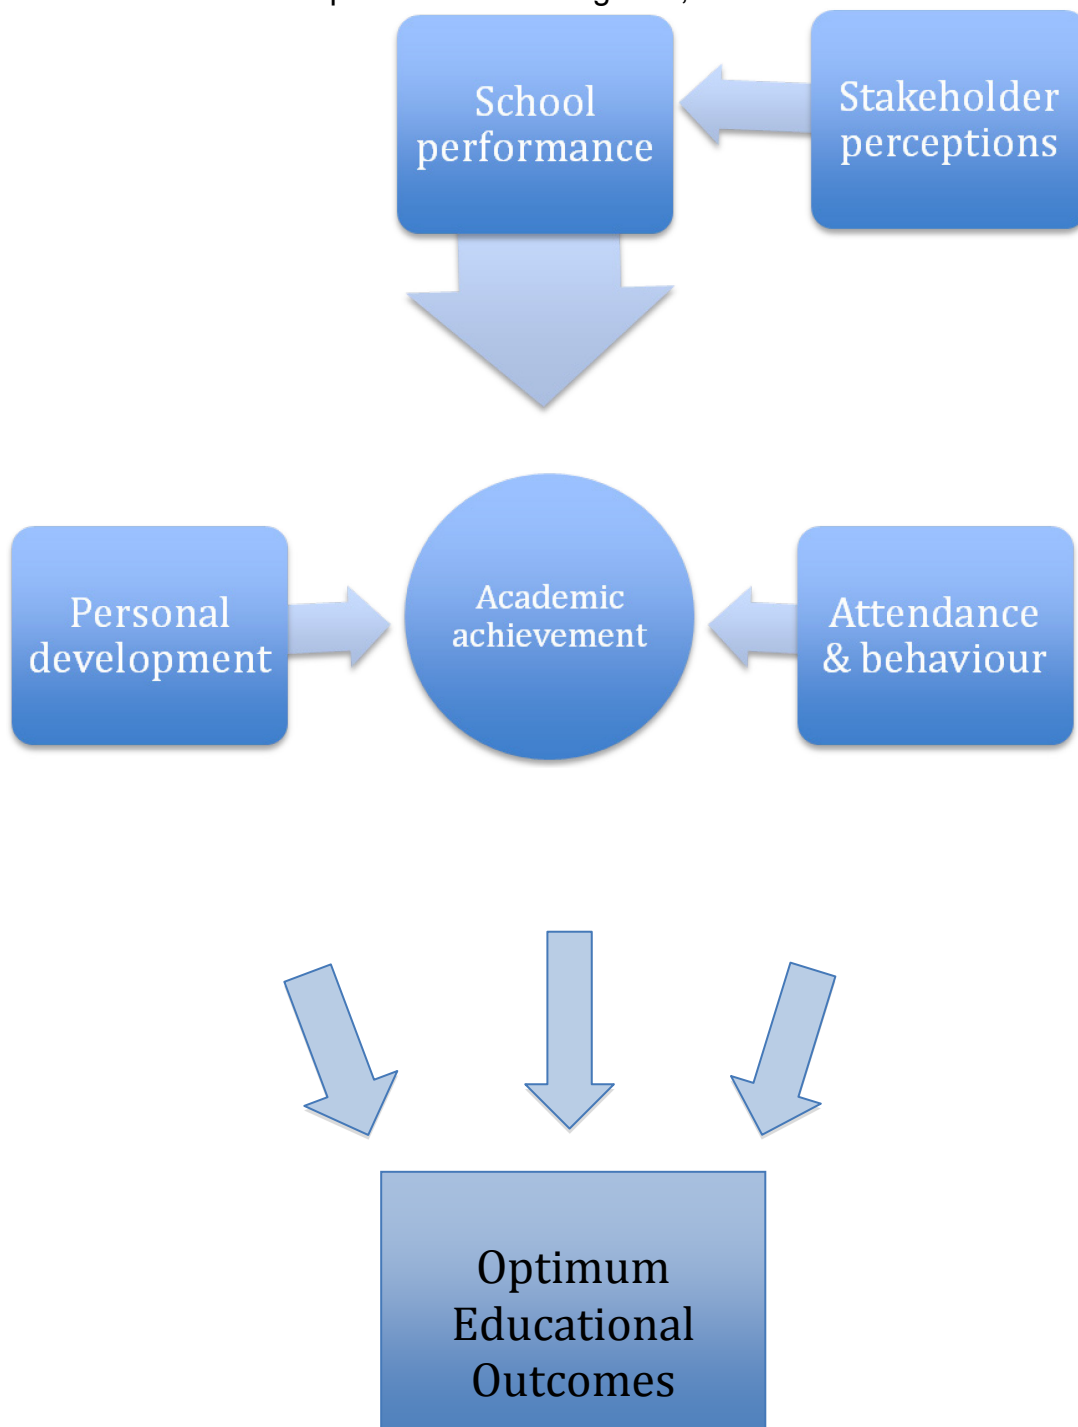 School
performance
Stakeholder
perceptions
Academic
achievement
Personal
development
Attendance
& behaviour
Optimum
Educational
Outcomes